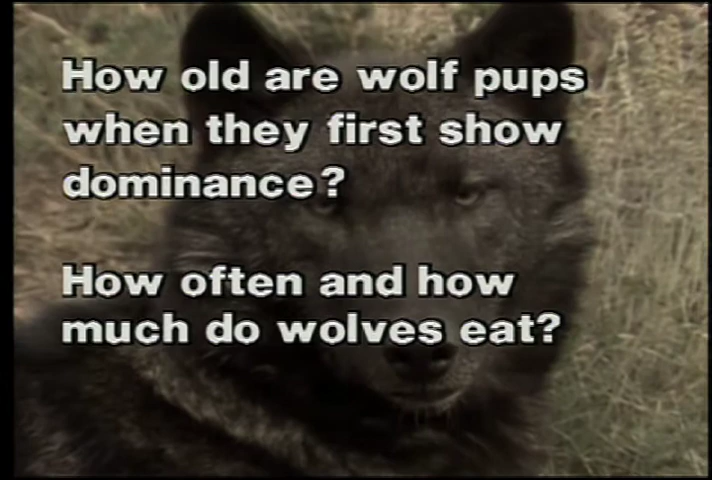 How old are wolf pups
when they first show
dominance?
How often and how
much do wolves eat?